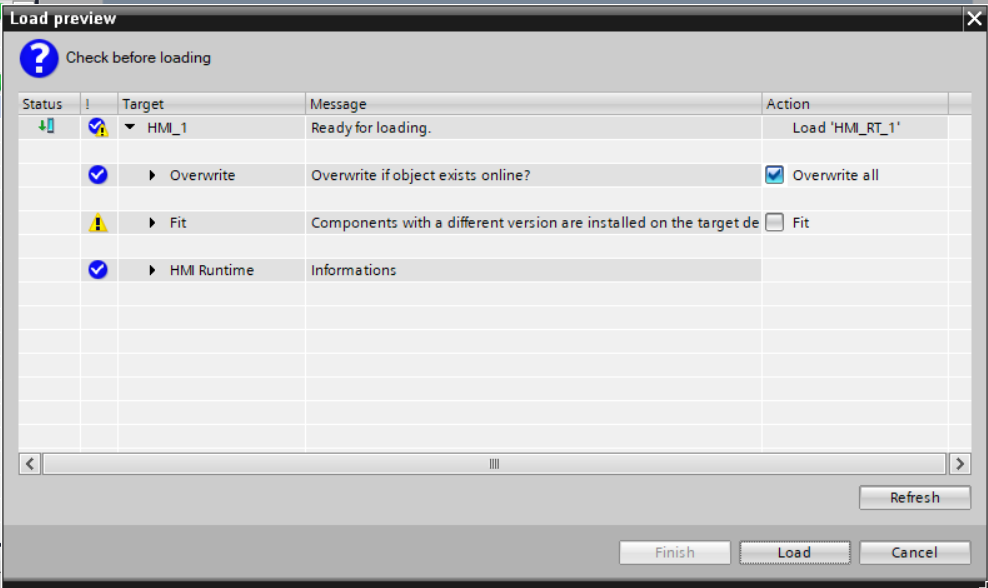 Load preview
Check before loading
Status ! Target Message Action
HMI_1 Ready for loading. Load 'HMI_RT_1'
Overwrite Overwrite if object exists online? Overwrite all
Fit Components with a different version are installed on the target de Fit
HMI Runtime Informations
Refresh
Finish Load Cancel